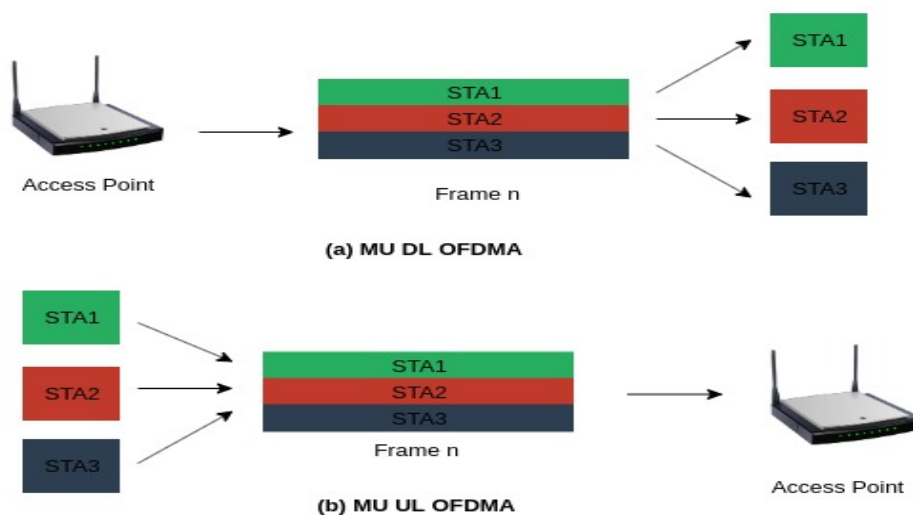 STA1
STA1
STA2
STA2
STA3
Access Point
STA3
Frame n
(a) MU DL OFDMA
STA1
STA1
STA2
STA2
STA3
STA3
Frame n
Access Point
(b) MU UL OFDMA